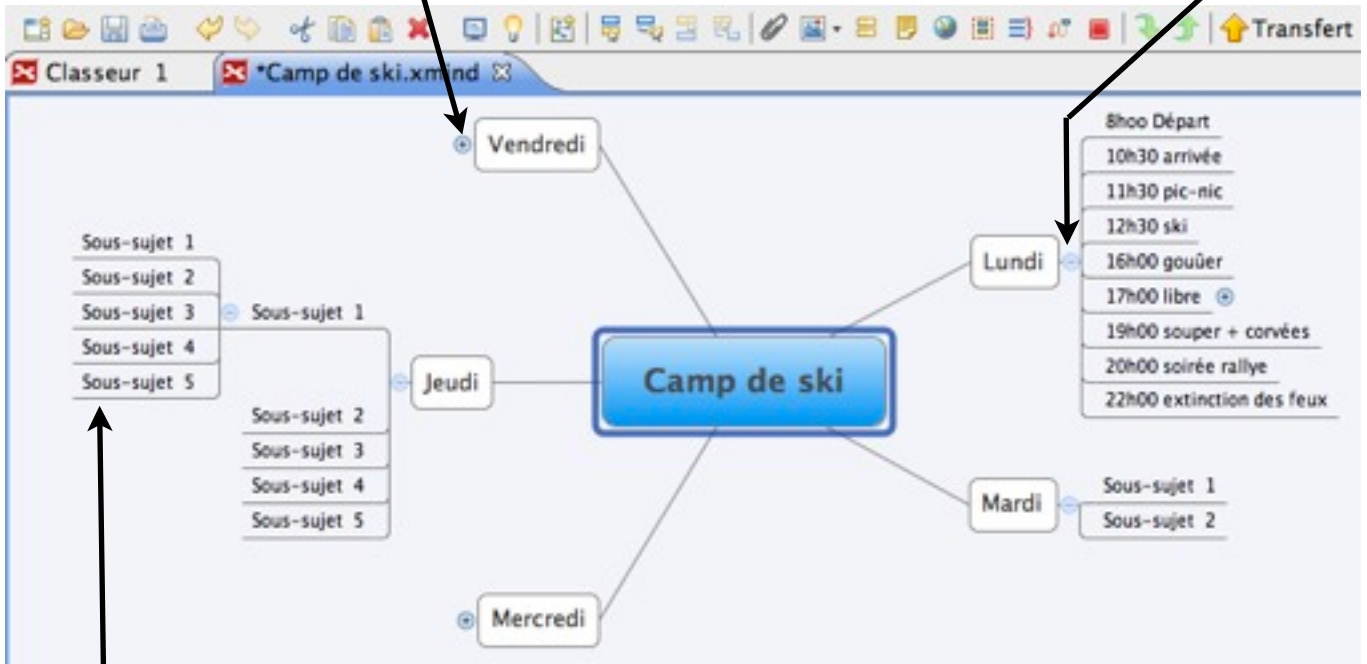 Transfert
Classeur 1
*Camp de ski.xmind
Vendredi
Lundi
8hoo Départ
10h30 arrivée
11h30 pic-nic
12h30 ski
16h00 gouûer
17h00 libre
19h00 souper + corvées
20h00 soirée rallye
22h00 extinction des feux
Camp de ski
Mardi
Sous-sujet 1
Sous-sujet 2
Mercredi
Jeudi
Sous-sujet 1
Sous-sujet 1
Sous-sujet 2
Sous-sujet 3
Sous-sujet 4
Sous-sujet 5
Sous-sujet 2
Sous-sujet 3
Sous-sujet 4
Sous-sujet 5